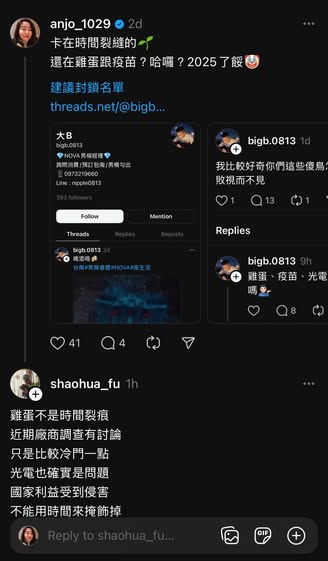 anjo_1029 2d
卡在時間裂縫的🌱
還在雞蛋跟疫苗？哈囉？2025了餒🤡
建議封鎖名單
threads.net/@bigb...
大B
bigb.0813
💎NOVA男模經理💎
詢問消費/預訂包廂/男模勾出
📱0973219660
Line：nipple0813
393 followers
Follow
Mention
Threads
Replies
Reposts
bigb.0813 2d
喝酒嗎🍻
台南#男模會館#NOVA#夜生活
bigb.0813 1d
我比較好奇你們這些傻鳥
敗視而不見
1 13 1
Replies
bigb.0813 9h
雞蛋、疫苗、光電
嗎🤷🏻‍♂️
8
41 4
shaohua_fu 1h
雞蛋不是時間裂痕
近期廠商調查有討論
只是比較冷門一點
光電也確實是問題
國家利益受到侵害
不能用時間來掩飾掉
Reply to shaohua_fu...
GIF